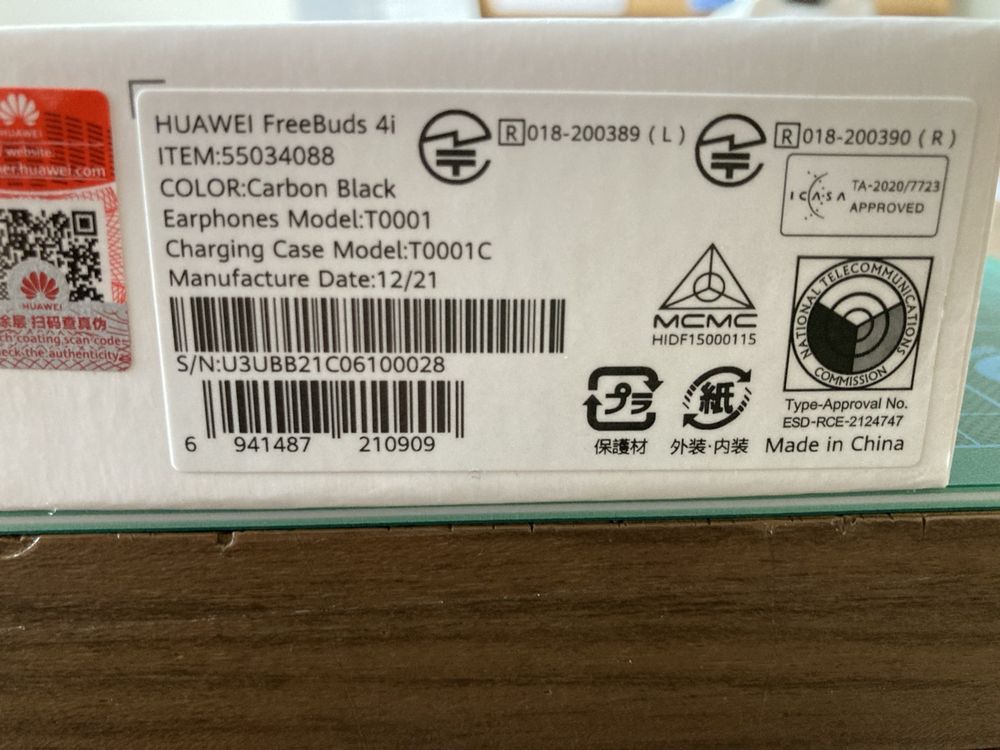 HUAWEI
website.
er.huawei.com
HUAWEI
涂层 扫码查真伪
ch coating,scan code
eck the authenticity
HUAWEI FreeBuds 4i
ITEM:55034088
COLOR:Carbon Black
Earphones Model:T0001
Charging Case Model:T0001C
Manufacture Date:12/21
S/N:U3UBB21C06100028
6 941487 210909
R 018-200389 ( L )
R 018-200390 ( R )
ICASA
TA-2020/7723
APPROVED
MCMC
HIDF15000115
NATIONAL TELECOMMUNICATIONS
COMMISSION
Type-Approval No.
ESD-RCE-2124747
プラ
保護材
紙
外装·内装
Made in China